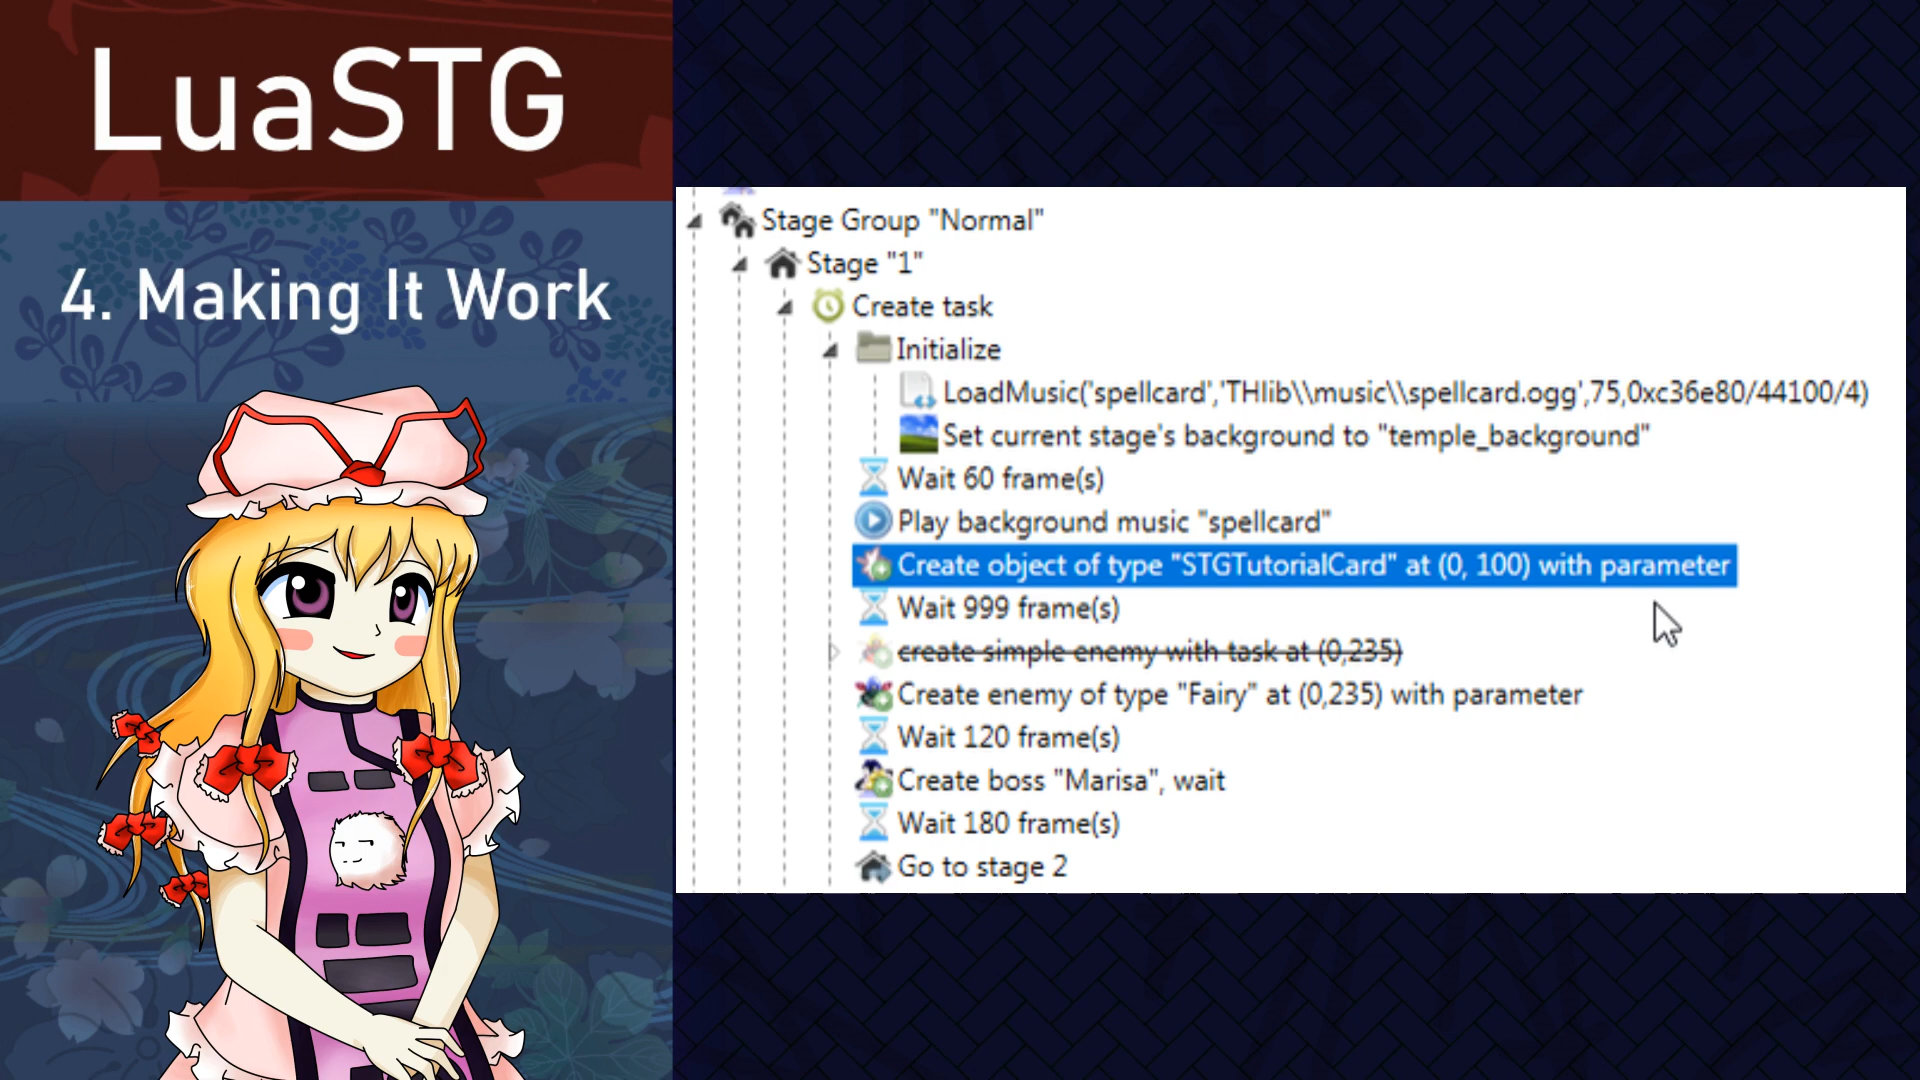 LuaSTG
4. Making It Work
Stage Group "Normal"
Stage "1"
Create task
Initialize
LoadMusic('spellcard','THlib\\music\\spellcard.ogg',75,0xc36e80/44100/4)
Set current stage's background to "temple_background"
Wait 60 frame(s)
Play background music "spellcard"
Create object of type "STGTutorialCard" at (0, 100) with parameter
Wait 999 frame(s)
create simple enemy with task at (0,235)
Create enemy of type "Fairy" at (0,235) with parameter
Wait 120 frame(s)
Create boss "Marisa", wait
Wait 180 frame(s)
Go to stage 2